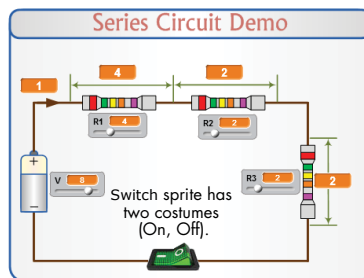 Series Circuit Demo
1
4
2
R1 4
R2 2
+
−
V 8
R3 2
2
Switch sprite has
two costumes
(On, Off).